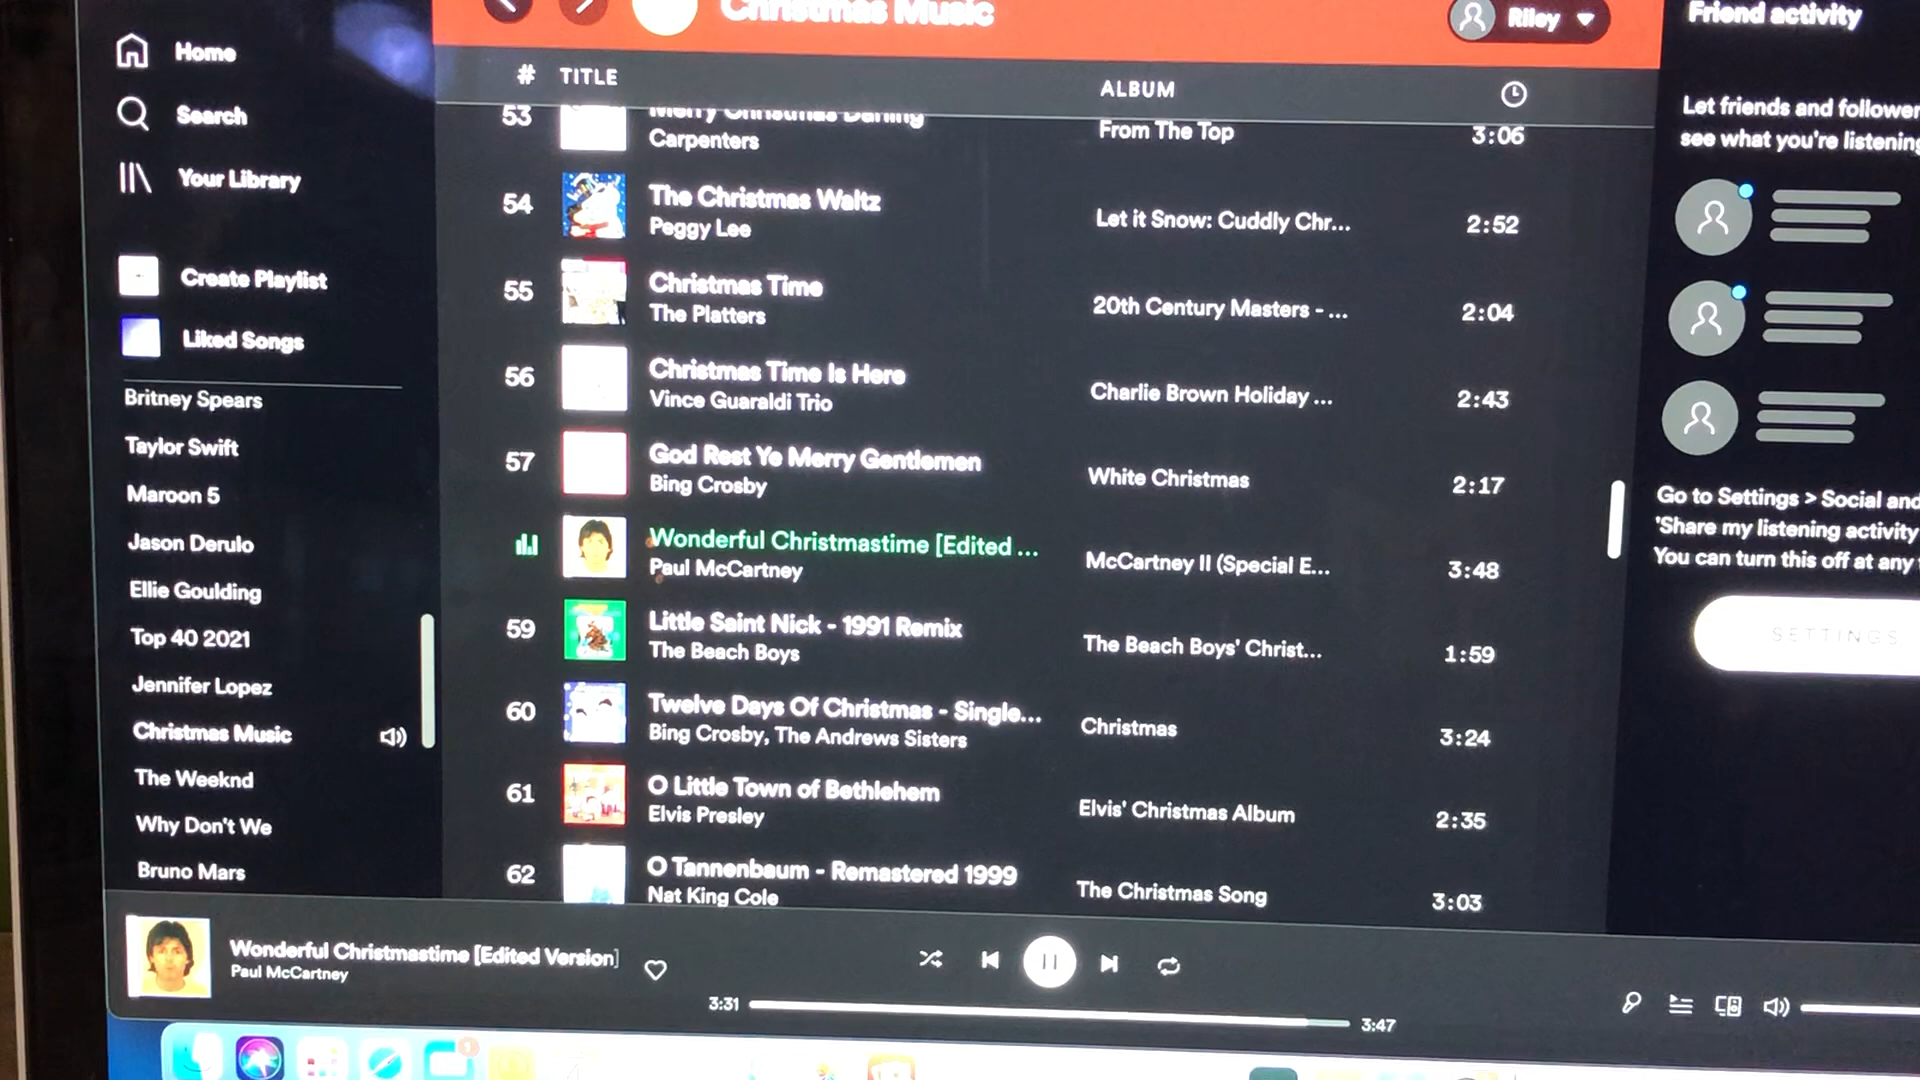 Home
Search
Your Library
Create Playlist
Liked Songs
Britney Spears
Taylor Swift
Maroon 5
Jason Derulo
Ellie Goulding
Top 40 2021
Jennifer Lopez
Christmas Music
The Weeknd
Why Don't We
Bruno Mars
Christmas Music
Riley
# TITLE ALBUM
53 Merry Christmas Darling From The Top 3:06
Carpenters
54 The Christmas Waltz Let it Snow: Cuddly Chr... 2:52
Peggy Lee
55 Christmas Time 20th Century Masters - ... 2:04
The Platters
56 Christmas Time Is Here Charlie Brown Holiday ... 2:43
Vince Guaraldi Trio
57 God Rest Ye Merry Gentlemen White Christmas 2:17
Bing Crosby
Wonderful Christmastime [Edited ... McCartney II (Special E... 3:48
Paul McCartney
59 Little Saint Nick - 1991 Remix The Beach Boys' Christ... 1:59
The Beach Boys
60 Twelve Days Of Christmas - Single... Christmas 3:24
Bing Crosby, The Andrews Sisters
61 O Little Town of Bethlehem Elvis' Christmas Album 2:35
Elvis Presley
62 O Tannenbaum - Remastered 1999 The Christmas Song 3:03
Nat King Cole
Friend activity
Let friends and follower
see what you're listening
Go to Settings > Social and
'Share my listening activity
You can turn this off at any
SETTINGS
Wonderful Christmastime [Edited Version]
Paul McCartney
3:31
3:47
1